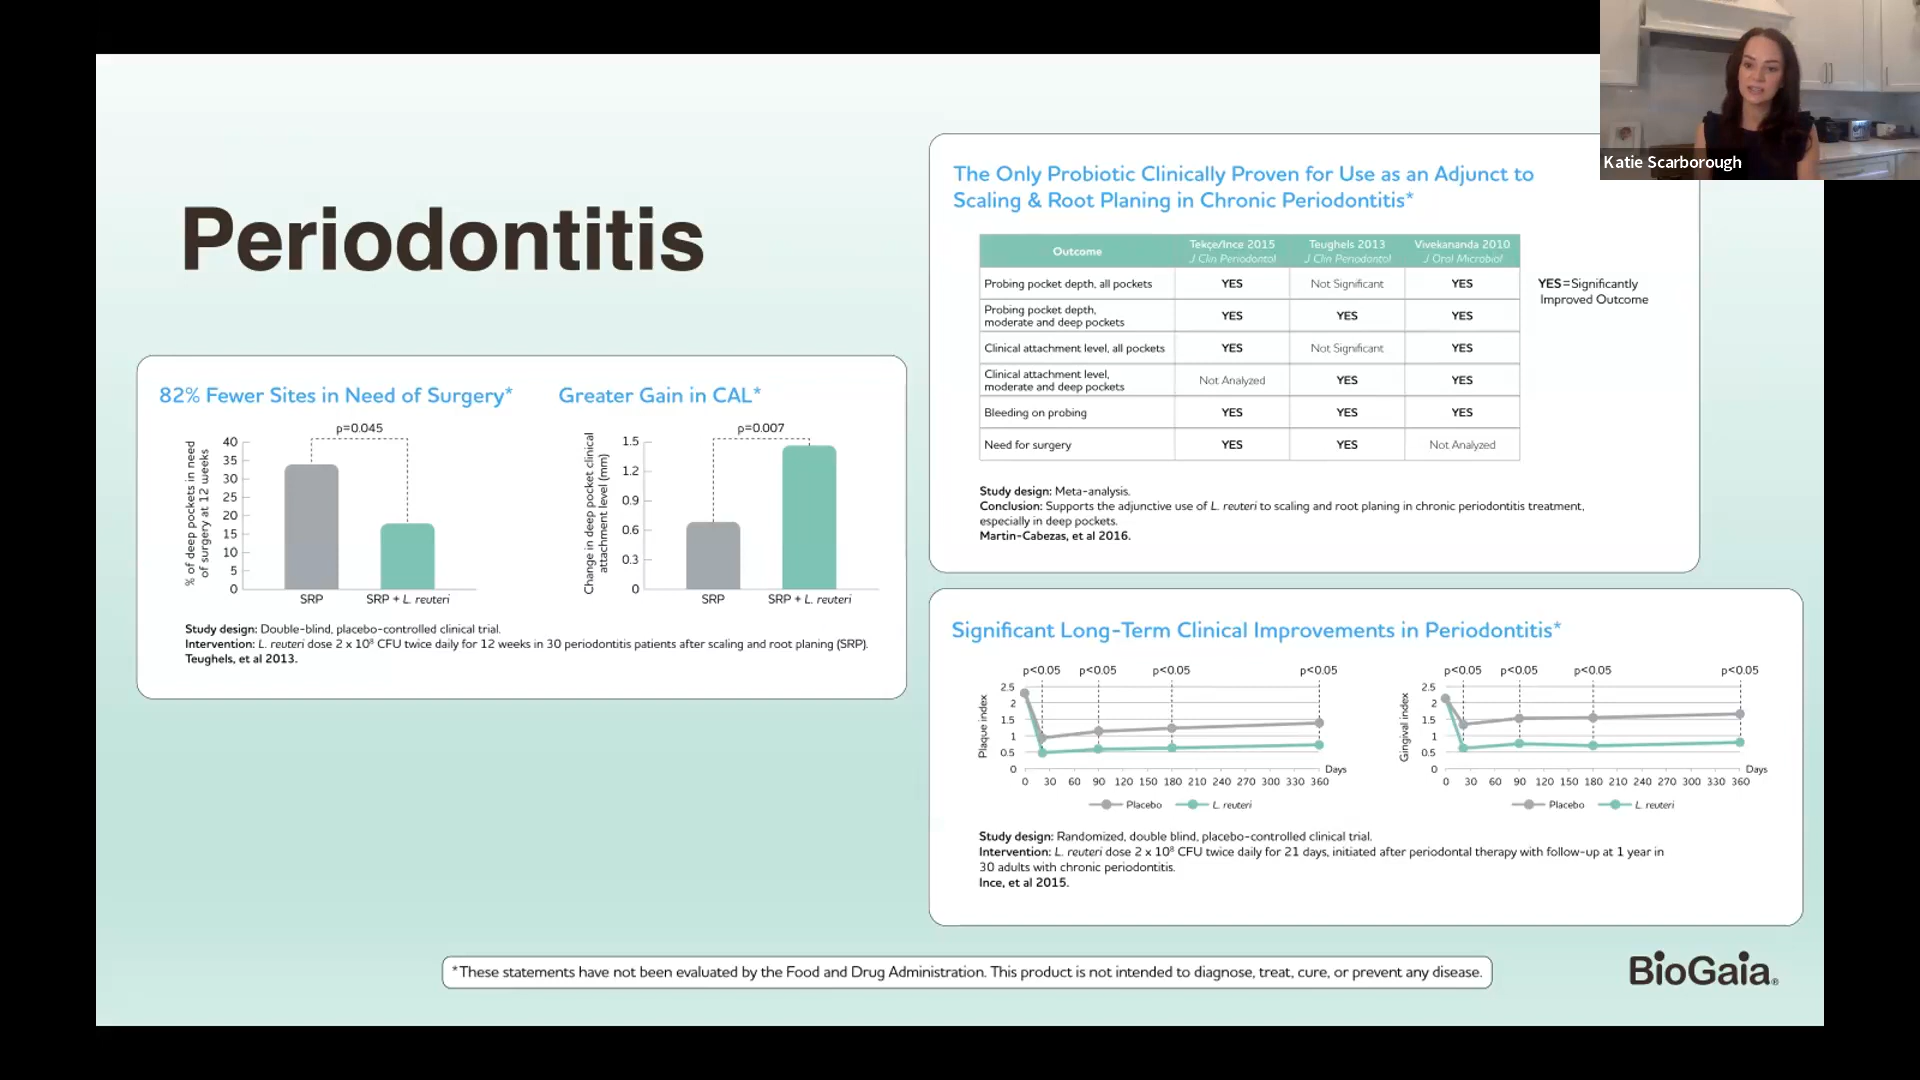 Katie Scarborough
Periodontitis
82% Fewer Sites in Need of Surgery*
p=0.045
% of deep pockets in need
of surgery at 12 weeks
40
35
30
25
20
15
10
5
0
SRP
SRP + L. reuteri
Greater Gain in CAL*
p=0.007
Change in deep pocket clinical
attachment level (mm)
1.5
1.2
0.9
0.6
0.3
0
SRP
SRP + L. reuteri
Study design: Double-blind, placebo-controlled clinical trial.
Intervention: L. reuteri dose 2 x 10⁸ CFU twice daily for 12 weeks in 30 periodontitis patients after scaling and root planing (SRP).
Teughels, et al 2013.
The Only Probiotic Clinically Proven for Use as an Adjunct to
Scaling & Root Planing in Chronic Periodontitis*
Outcome
Tekçe/Ince 2015
J Clin Periodontol
Teughels 2013
J Clin Periodontol
Vivekananda 2010
J Oral Microbiol
Probing pocket depth, all pockets YES Not Significant YES
Probing pocket depth,
moderate and deep pockets YES YES YES
Clinical attachment level, all pockets YES Not Significant YES
Clinical attachment level,
moderate and deep pockets Not Analyzed YES YES
Bleeding on probing YES YES YES
Need for surgery YES YES Not Analyzed
YES=Significantly
Improved Outcome
Study design: Meta-analysis.
Conclusion: Supports the adjunctive use of L. reuteri to scaling and root planing in chronic periodontitis treatment,
especially in deep pockets.
Martin-Cabezas, et al 2016.
Significant Long-Term Clinical Improvements in Periodontitis*
p<0.05 p<0.05 p<0.05 p<0.05
Plaque index
2.5
2
1.5
1
0.5
0
0 30 60 90 120 150 180 210 240 270 300 330 360
Days
Placebo L. reuteri
p<0.05 p<0.05 p<0.05 p<0.05
Gingival index
2.5
2
1.5
1
0.5
0
0 30 60 90 120 150 180 210 240 270 300 330 360
Days
Placebo L. reuteri
Study design: Randomized, double blind, placebo-controlled clinical trial.
Intervention: L. reuteri dose 2 x 10⁸ CFU twice daily for 21 days, initiated after periodontal therapy with follow-up at 1 year in
30 adults with chronic periodontitis.
Ince, et al 2015.
*These statements have not been evaluated by the Food and Drug Administration. This product is not intended to diagnose, treat, cure, or prevent any disease.
BioGaia®